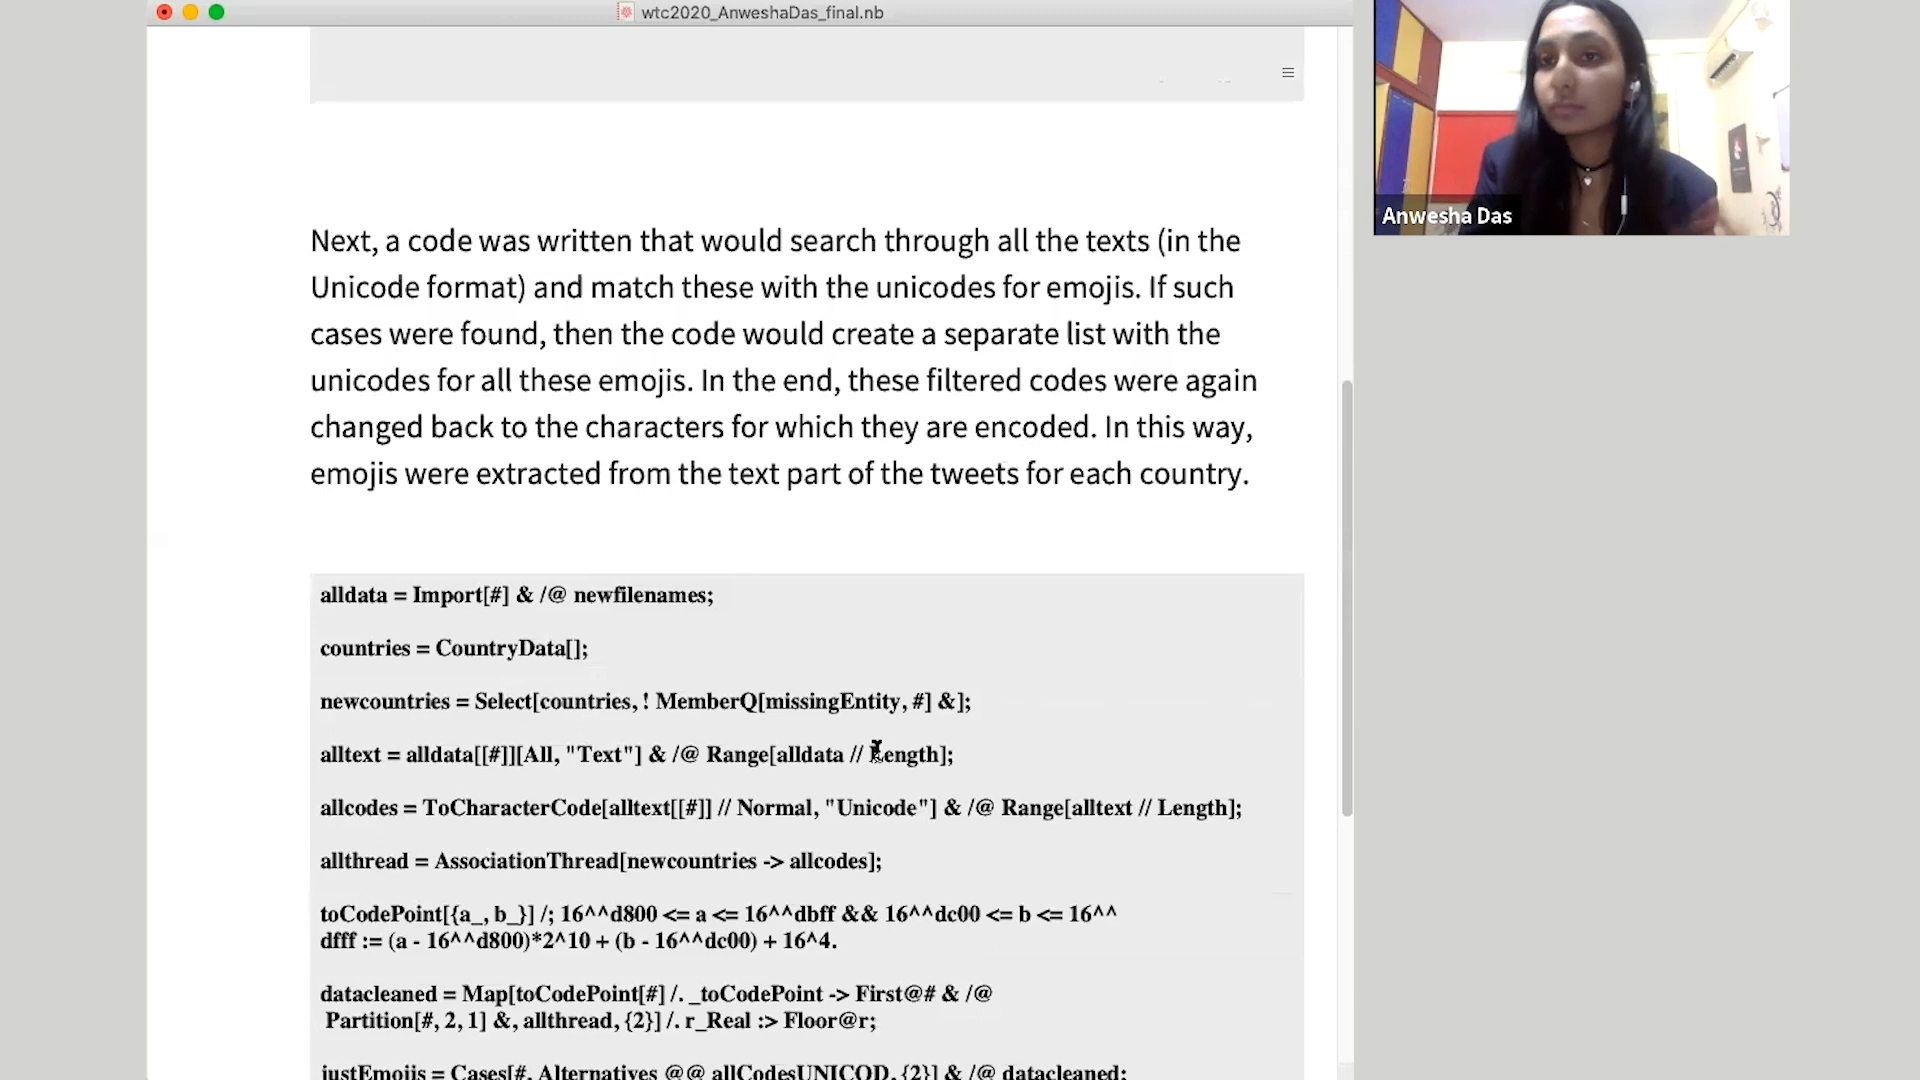 wtc2020_AnweshaDas_final.nb
Anwesha Das
Next, a code was written that would search through all the texts (in the
Unicode format) and match these with the unicodes for emojis. If such
cases were found, then the code would create a separate list with the
unicodes for all these emojis. In the end, these filtered codes were again
changed back to the characters for which they are encoded. In this way,
emojis were extracted from the text part of the tweets for each country.
alldata = Import[#] & /@ newfilenames;
countries = CountryData[];
newcountries = Select[countries, ! MemberQ[missingEntity, #] &];
alltext = alldata[[#]][All, "Text"] & /@ Range[alldata // Length];
allcodes = ToCharacterCode[alltext[[#]] // Normal, "Unicode"] & /@ Range[alltext // Length];
allthread = AssociationThread[newcountries -> allcodes];
toCodePoint[{a_, b_}] /; 16^^d800 <= a <= 16^^dbff && 16^^dc00 <= b <= 16^^
dfff := (a - 16^^d800)*2^10 + (b - 16^^dc00) + 16^4.
datacleaned = Map[toCodePoint[#] /. _toCodePoint -> First@# & /@
Partition[#, 2, 1] &, allthread, {2}] /. r_Real :> Floor@r;
justEmojis = Cases[#, Alternatives @@ allCodesUNICOD, {2}] & /@ datacleaned;